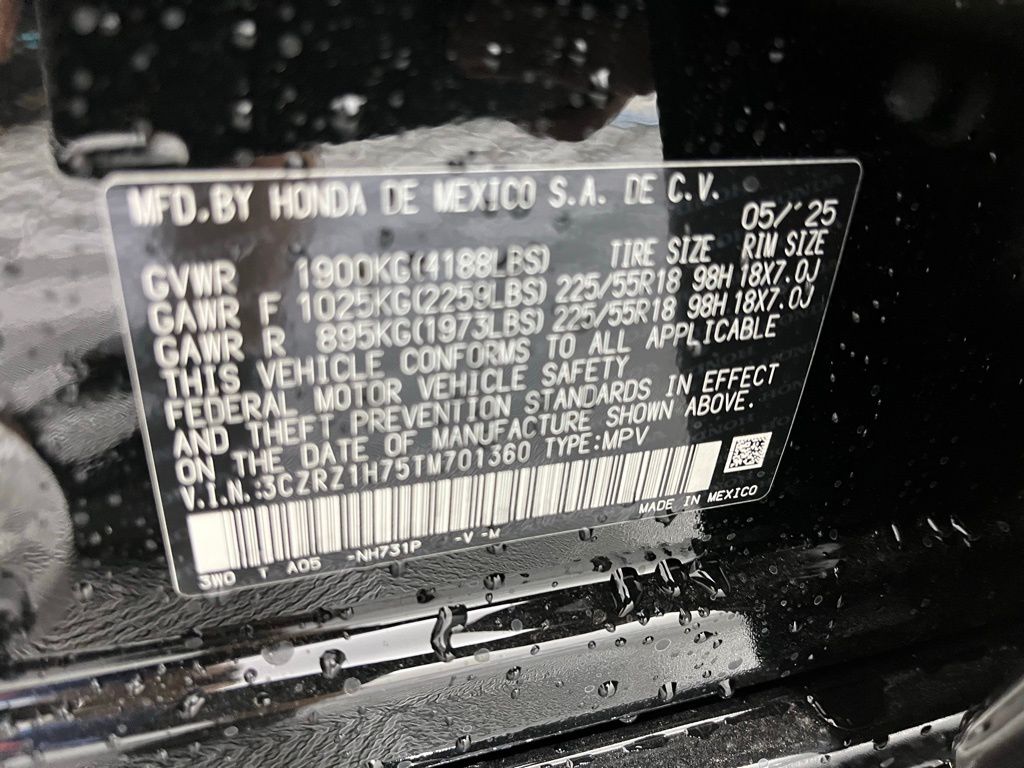 MFD.BY HONDA DE MEXICO S.A. DE C.V.
05/'25
TIRE SIZE RIM SIZE
GVWR 1900KG(4188LBS)
GAWR F 1025KG(2259LBS) 225/55R18 98H 18X7.0J
GAWR R 895KG(1973LBS) 225/55R18 98H 18X7.0J
THIS VEHICLE CONFORMS TO ALL APPLICABLE
FEDERAL MOTOR VEHICLE SAFETY
AND THEFT PREVENTION STANDARDS IN EFFECT
ON THE DATE OF MANUFACTURE SHOWN ABOVE.
V.I.N.:3CZRZ1H75TM701360 TYPE:MPV
MADE IN MEXICO
3W0 T A05 -NH731P -V -M